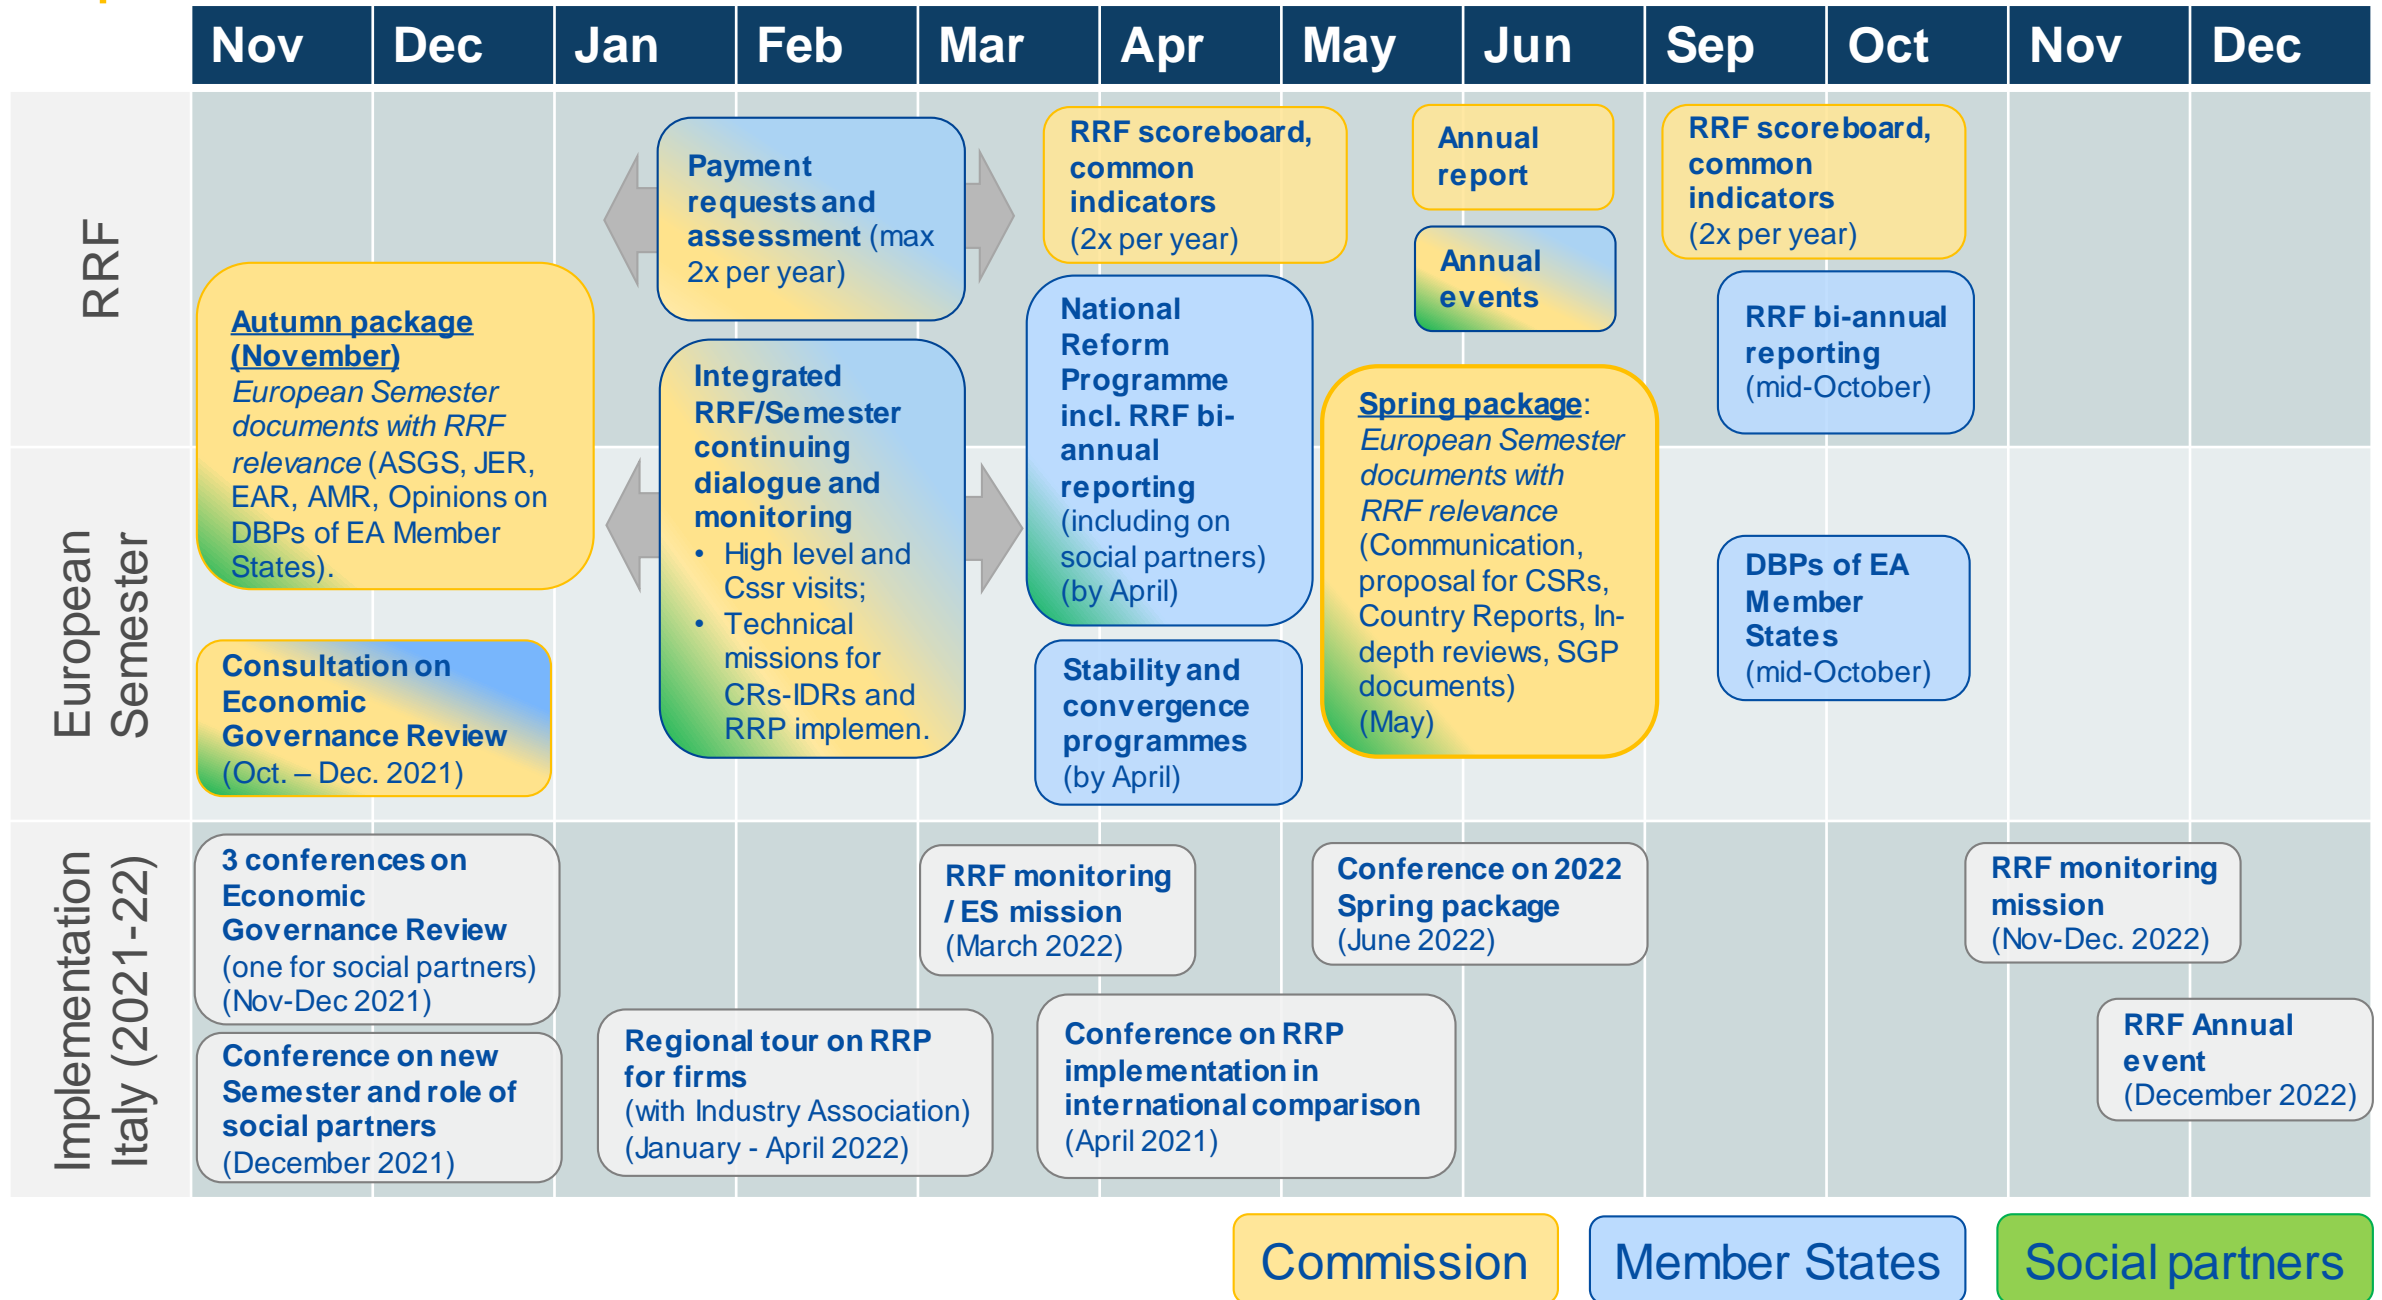 Nov Dec Jan Feb Mar Apr May Jun Sep Oct Nov Dec
RRF
Payment
requests and
assessment (max
2x per year)
RRF scoreboard,
common
indicators
(2x per year)
Annual
report
Annual
events
RRF scoreboard,
common
indicators
(2x per year)
RRF bi-annual
reporting
(mid-October)
Autumn package
(November)
European Semester
documents with RRF
relevance (ASGS, JER,
EAR, AMR, Opinions on
DBPs of EA Member
States).
Integrated
RRF/Semester
continuing
dialogue and
monitoring
• High level and
Cssr visits;
• Technical
missions for
CRs-IDRs and
RRP implemen.
National
Reform
Programme
incl. RRF bi-
annual
reporting
(including on
social partners)
(by April)
Spring package:
European Semester
documents with
RRF relevance
(Communication,
proposal for CSRs,
Country Reports, In-
depth reviews, SGP
documents)
(May)
European
Semester
Consultation on
Economic
Governance Review
(Oct. – Dec. 2021)
Stability and
convergence
programmes
(by April)
DBPs of EA
Member
States
(mid-October)
Implementation
Italy (2021-22)
3 conferences on
Economic
Governance Review
(one for social partners)
(Nov-Dec 2021)
Conference on new
Semester and role of
social partners
(December 2021)
Regional tour on RRP
for firms
(with Industry Association)
(January - April 2022)
RRF monitoring
/ ES mission
(March 2022)
Conference on RRP
implementation in
international comparison
(April 2021)
Conference on 2022
Spring package
(June 2022)
RRF monitoring
mission
(Nov-Dec. 2022)
RRF Annual
event
(December 2022)
Commission
Member States
Social partners